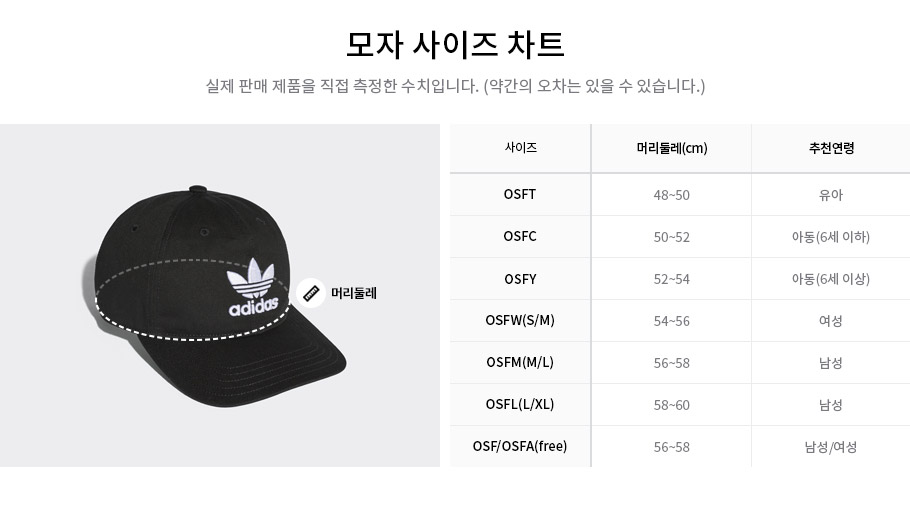 모자 사이즈 차트
실제 판매 제품을 직접 측정한 수치입니다. (약간의 오차는 있을 수 있습니다.)
adidas
머리둘레
사이즈 머리둘레(cm) 추천연령
OSFT 48~50 유아
OSFC 50~52 아동(6세 이하)
OSFY 52~54 아동(6세 이상)
OSFW(S/M) 54~56 여성
OSFM(M/L) 56~58 남성
OSFL(L/XL) 58~60 남성
OSF/OSFA(free) 56~58 남성/여성